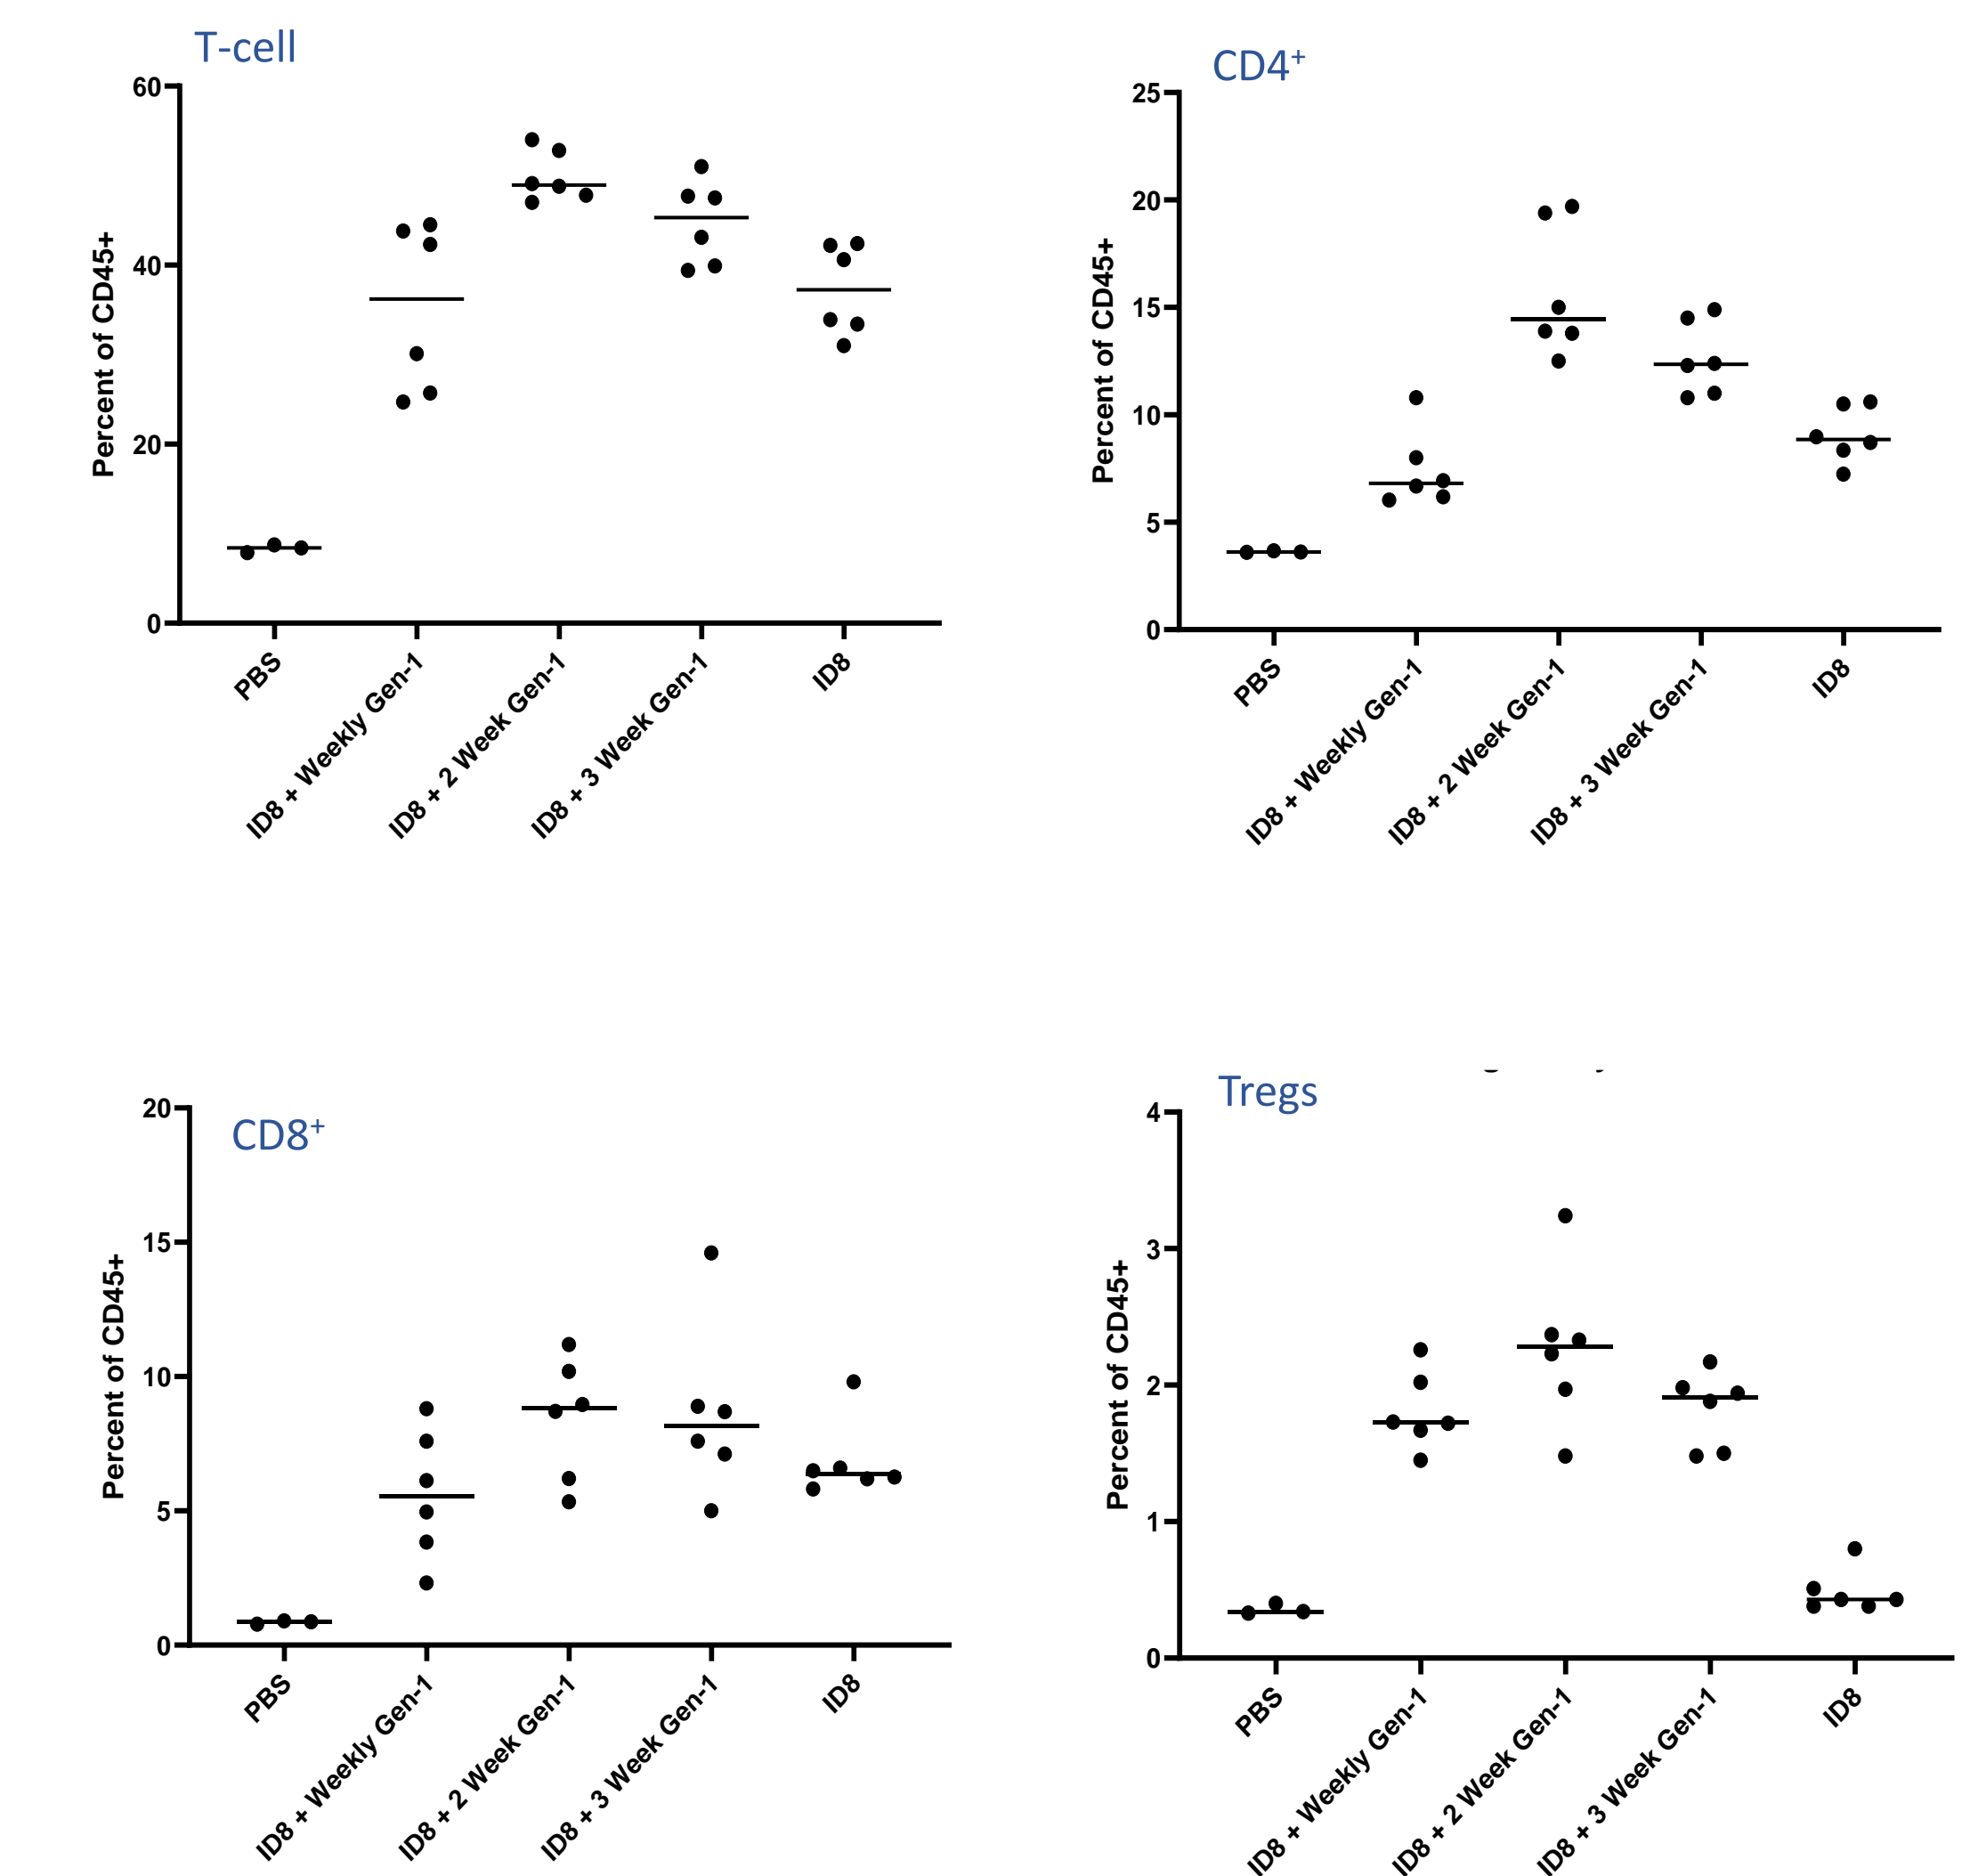 T-cell
60
40
20
0
Percent of CD45+
PBS
ID8 + Weekly Gen-1
ID8 + 2 Week Gen-1
ID8 + 3 Week Gen-1
ID8
CD4⁺
25
20
15
10
5
0
Percent of CD45+
PBS
ID8 + Weekly Gen-1
ID8 + 2 Week Gen-1
ID8 + 3 Week Gen-1
ID8
CD8⁺
20
15
10
5
0
Percent of CD45+
PBS
ID8 + Weekly Gen-1
ID8 + 2 Week Gen-1
ID8 + 3 Week Gen-1
ID8
Tregs
4
3
2
1
0
Percent of CD45+
PBS
ID8 + Weekly Gen-1
ID8 + 2 Week Gen-1
ID8 + 3 Week Gen-1
ID8